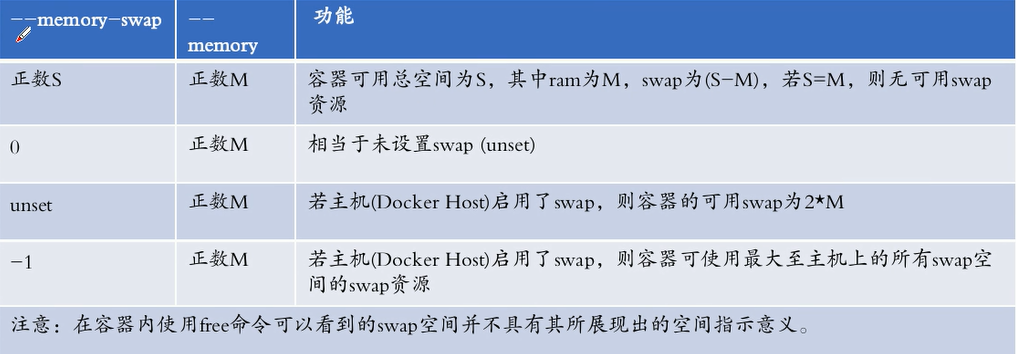 --memory-swap
--
memory
功能
正数S
正数M
容器可用总空间为S，其中ram为M，swap为(S-M)，若S=M，则无可用swap
资源
0
正数M
相当于未设置swap (unset)
unset
正数M
若主机(Docker Host)启用了swap，则容器的可用swap为2*M
-1
正数M
若主机(Docker Host)启用了swap，则容器可使用最大至主机上的所有swap空
间的swap资源
注意：在容器内使用free命令可以看到的swap空间并不具有其所展现出的空间指示意义。